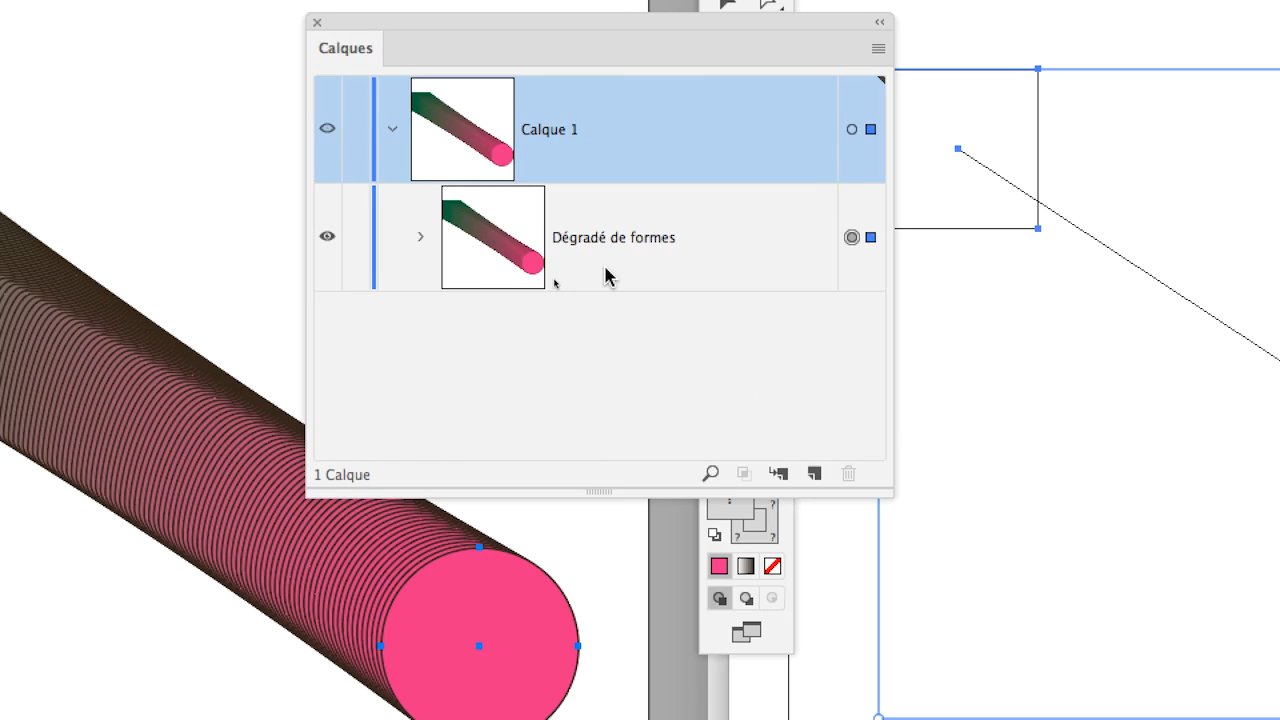 Calques
Calque 1
Dégradé de formes
1 Calque
?
? ?